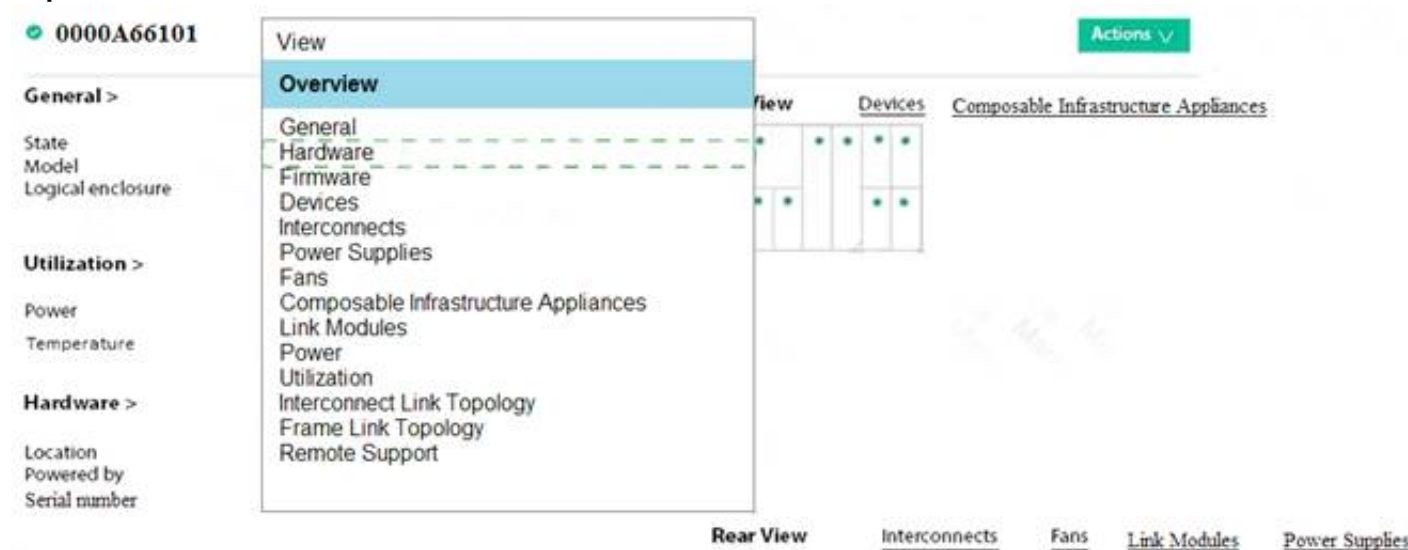 0000A66101
View
Actions
Overview
General >
State
Model
Logical enclosure
Utilization >
Power
Temperature
Hardware >
Location
Powered by
Serial number
General
Hardware
Firmware
Devices
Interconnects
Power Supplies
Fans
Composable Infrastructure Appliances
Link Modules
Power
Utilization
Interconnect Link Topology
Frame Link Topology
Remote Support
View Devices Composable Infrastructure Appliances
Rear View Interconnects Fans Link Modules Power Supplies